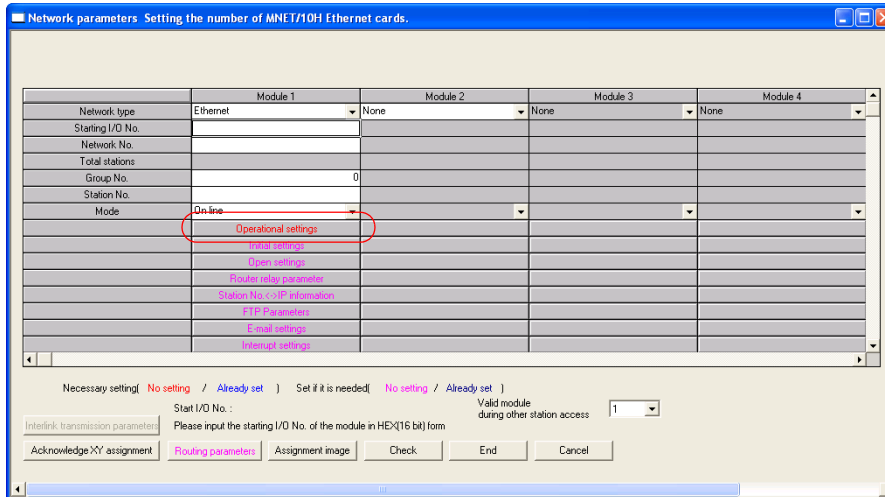 Network parameters Setting the number of MNET/10H Ethernet cards.
Module 1 Module 2 Module 3 Module 4
Network type Ethernet None None None
Starting I/O No.
Network No.
Total stations
Group No. 0
Station No.
Mode On line
Operational settings
Initial settings
Open settings
Router relay parameter
Station No.<->IP information
FTP Parameters
E-mail settings
Interrupt settings
Necessary setting( No setting / Already set ) Set if it is needed( No setting / Already set )
Start I/O No. : Valid module
during other station access 1
Interlink transmission parameters Please input the starting I/O No. of the module in HEX(16 bit) form
Acknowledge XY assignment Routing parameters Assignment image Check End Cancel